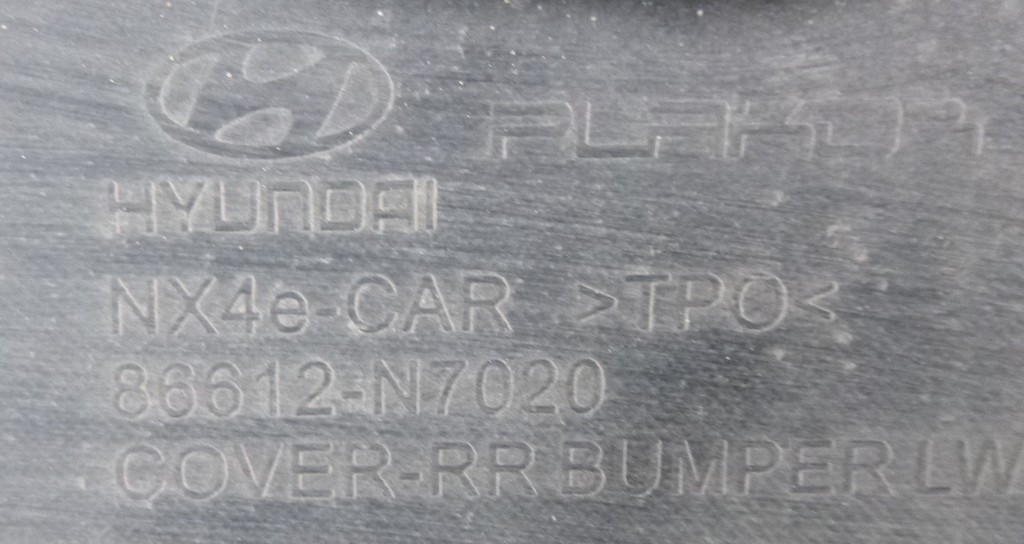 PLAKOR
HYUNDAI
NX4e-CAR >TPO<
86612-N7020
COVER-RR BUMPER LW